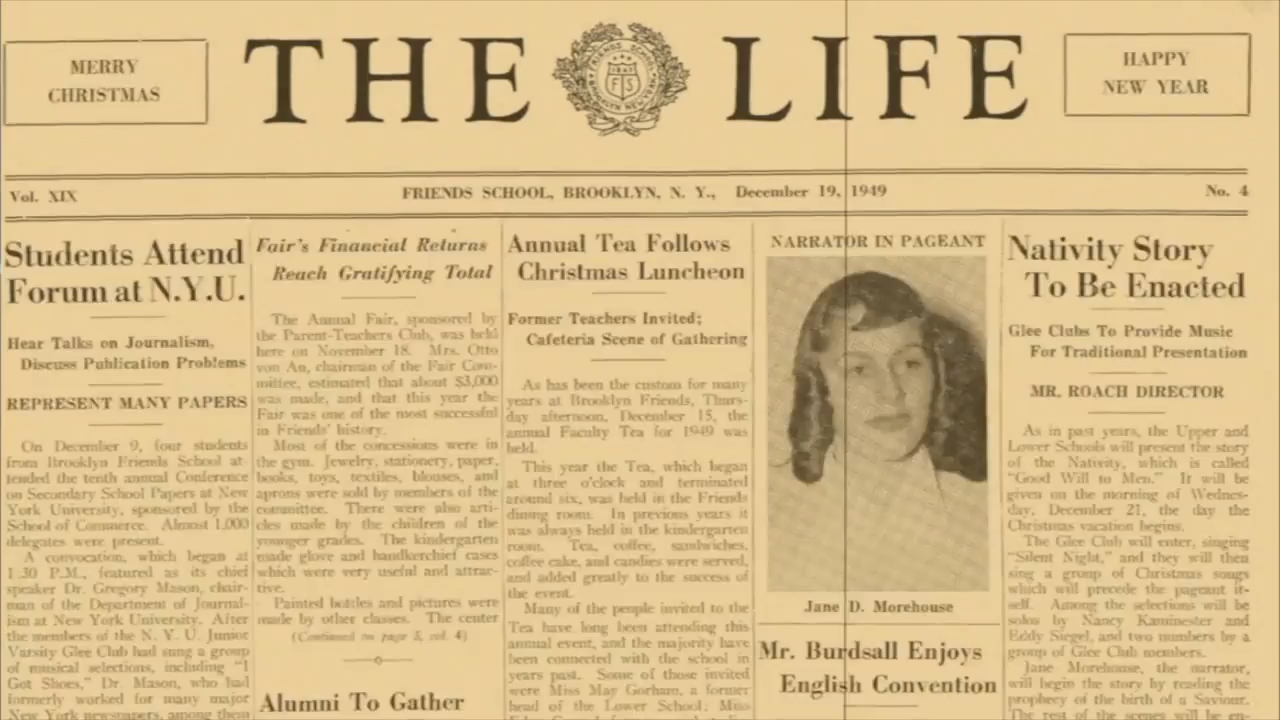 MERRY
CHRISTMAS
THE LIFE
FRIENDS SCHOOL
1867
F S
BROOKLYN NEW YORK
HAPPY
NEW YEAR
Vol. XIX
FRIENDS SCHOOL, BROOKLYN, N. Y., December 19, 1949
No. 4
Students Attend
Forum at N.Y.U.
Hear Talks on Journalism,
Discuss Publication Problems
REPRESENT MANY PAPERS
On December 9, four students
from Brooklyn Friends School at-
tended the tenth annual Conference
on Secondary School Papers at New
York University, sponsored by the
School of Commerce. Almost 1,000
delegates were present.
A convocation, which began at
1:30 P.M., featured as its chief
speaker Dr. Gregory Mason, chair-
man of the Department of Journal-
ism at New York University. After
the members of the N. Y. U. Junior
Varsity Glee Club had sung a group
of musical selections, including "I
Got Shoes," Dr. Mason, who had
formerly worked for many major
New York newspapers, among them
Fair's Financial Returns
Reach Gratifying Total
The Annual Fair, sponsored by
the Parent-Teachers Club, was held
here on November 18. Mrs. Otto
von Au, chairman of the Fair Com-
mittee, estimated that about $3,000
was made, and that this year the
Fair was one of the most successful
in Friends' history.
Most of the concessions were in
the gym. Jewelry, stationery, paper,
books, toys, textiles, blouses, and
aprons were sold by members of the
committee. There were also arti-
cles made by the children of the
younger grades. The kindergarten
made glove and handkerchief cases
which were very useful and attrac-
tive.
Painted bottles and pictures were
made by other classes. The center
(Continued on page 5, col. 4)
Alumni To Gather
Annual Tea Follows
Christmas Luncheon
Former Teachers Invited;
Cafeteria Scene of Gathering
As has been the custom for many
years at Brooklyn Friends, Thurs-
day afternoon, December 15, the
annual Faculty Tea for 1949 was
held.
This year the Tea, which began
at three o'clock and terminated
around six, was held in the Friends
dining room. In previous years it
was always held in the kindergarten
room. Tea, coffee, sandwiches,
coffee cake, and candies were served,
and added greatly to the success of
the event.
Many of the people invited to the
Tea have long been attending this
annual event, and the majority have
been connected with the school in
years past. Some of those invited
were Miss May Gorham, a former
head of the Lower School; Miss
NARRATOR IN PAGEANT
Jane D. Morehouse
Mr. Burdsall Enjoys
English Convention
Nativity Story
To Be Enacted
Glee Clubs To Provide Music
For Traditional Presentation
MR. ROACH DIRECTOR
As in past years, the Upper and
Lower Schools will present the story
of the Nativity, which is called
"Good Will to Men." It will be
given on the morning of Wednes-
day, December 21, the day the
Christmas vacation begins.
The Glee Club will enter, singing
"Silent Night," and they will then
sing a group of Christmas songs
which will precede the pageant it-
self. Among the selections will be
solos by Nancy Kaminester and
Eddy Siegel, and two numbers by a
group of Glee Club members.
Jane Morehouse, the narrator,
will begin the story by reading the
prophecy of the birth of a Saviour.
The rest of the scenes will be en-